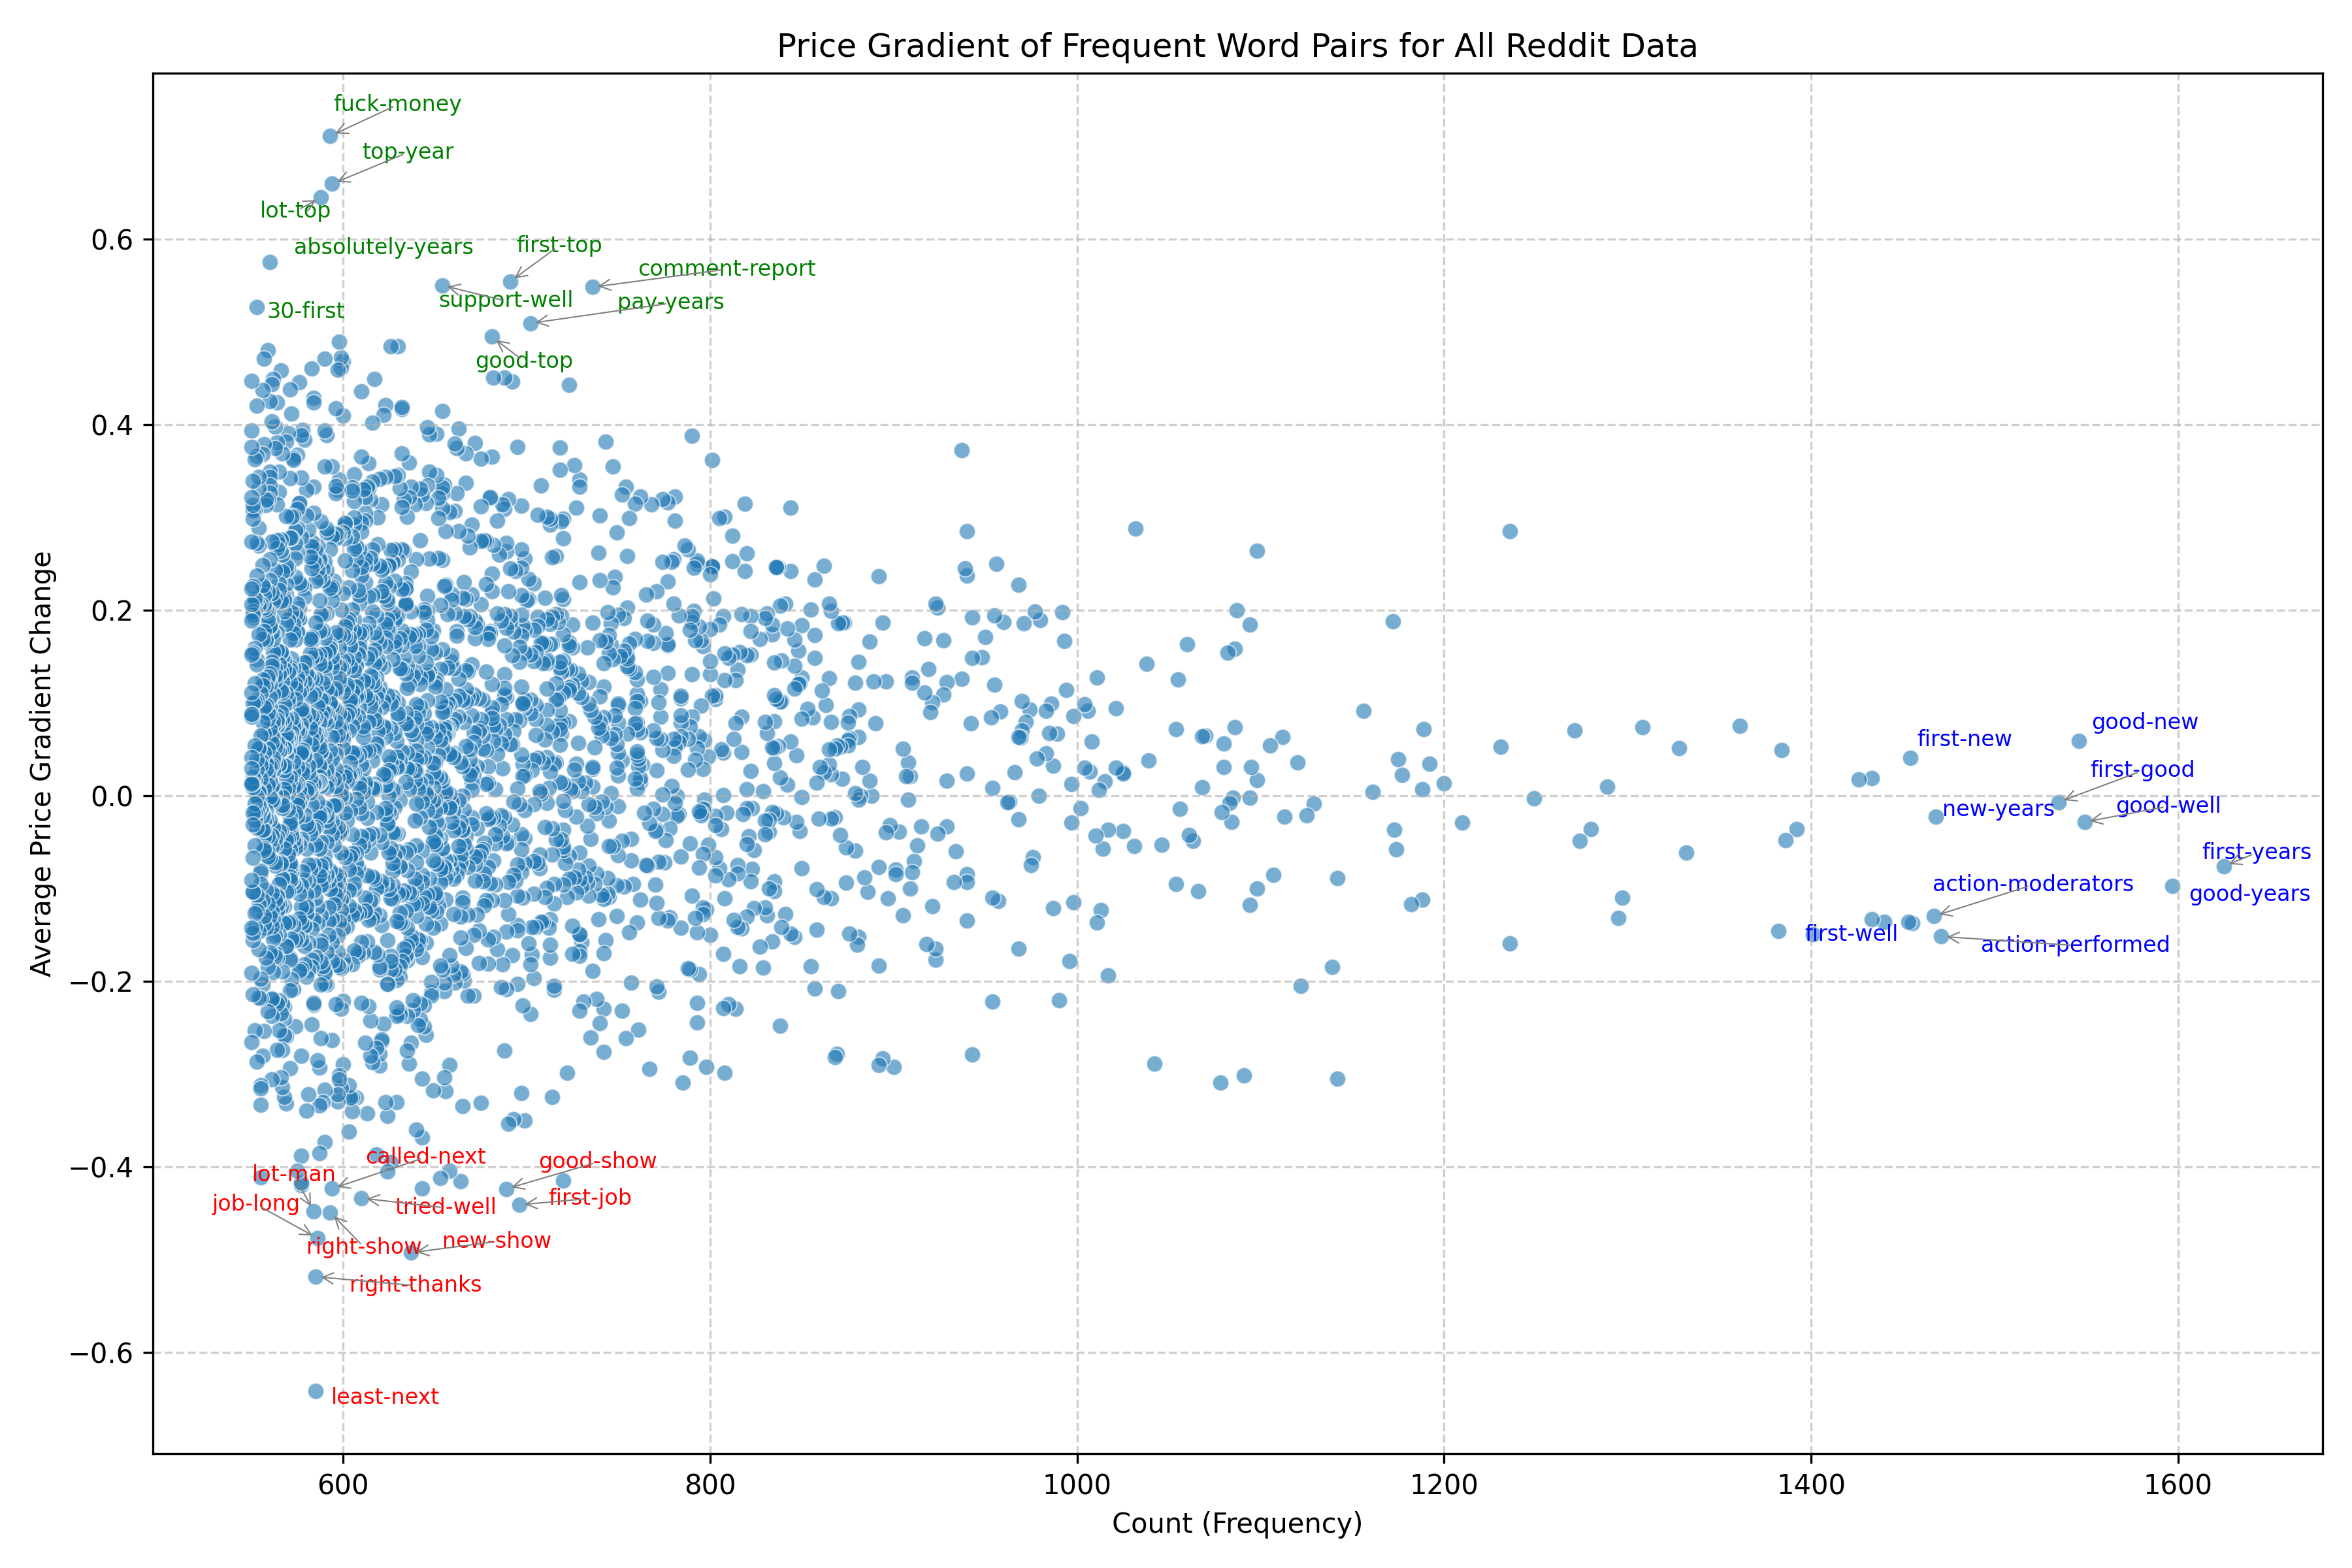 Price Gradient of Frequent Word Pairs for All Reddit Data
fuck-money
top-year
lot-top
absolutely-years
first-top
comment-report
support-well
pay-years
30-first
good-top
good-new
first-new
first-good
new-years
good-well
first-years
action-moderators
good-years
first-well
action-performed
called-next
good-show
lot-man
job-long
tried-well
first-job
right-show
new-show
right-thanks
least-next
0.6
0.4
0.2
0.0
−0.2
−0.4
−0.6
Average Price Gradient Change
600
800
1000
1200
1400
1600
Count (Frequency)